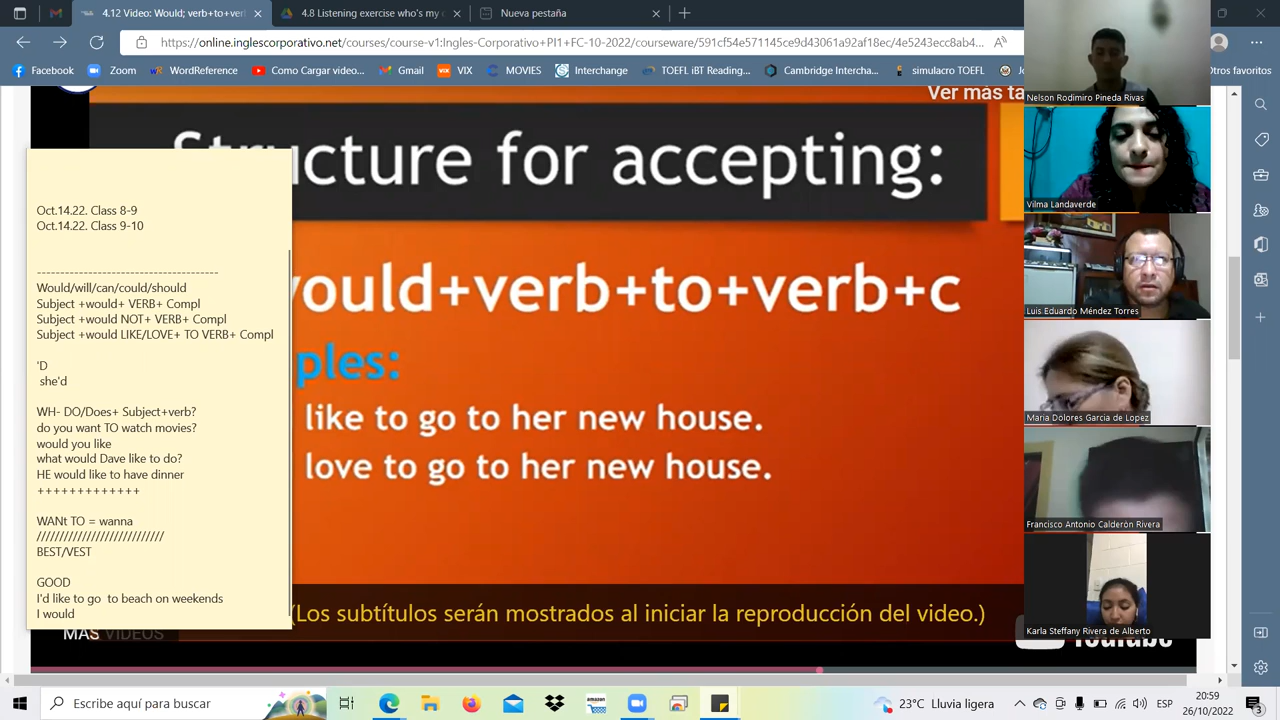 4.12 Video; verb+to+verb
4.8 Listening exercise who's my
Nueva pestaña
https://online.inglescorporativo.net/courses/course-v1:Ingles-Corporativo+PI1+FC-10-2022/courseware/591cf54e571145ce9d43061a92af18ec/4e5243ecc8ab4...
Facebook
Zoom
WordReference
Como Cargar video...
Gmail
VIX
MOVIES
Interchange
TOEFL iBT Reading...
Cambridge Intercha...
simulacro TOEFL
Otros favoritos
Ver más ta
Structure for accepting:
would+verb+to+verb+c
ples:
like to go to her new house.
love to go to her new house.
(Los subtítulos serán mostrados al iniciar la reproducción del video.)
MÁS VIDEOS
YouTube
Oct.14.22. Class 8-9
Oct.14.22. Class 9-10
---------------------------------------
Would/will/can/could/should
Subject +would+ VERB+ Compl
Subject +would NOT+ VERB+ Compl
Subject +would LIKE/LOVE+ TO VERB+ Compl
'D
she'd
WH- DO/Does+ Subject+verb?
do you want TO watch movies?
would you like
what would Dave like to do?
HE would like to have dinner
+++++++++++++
WANt TO = wanna
///////////////////////////
BEST/VEST
GOOD
I'd like to go  to beach on weekends
I would
Nelson Rodimiro Pineda Rivas
Vilma Landaverde
Luis Eduardo Méndez Torres
Maria Dolores Garcia de Lopez
Francisco Antonio Calderón Rivera
Karla Steffany Rivera de Alberto
Escribe aquí para buscar
amazon
23°C Lluvia ligera
ESP
20:59
26/10/2022
3